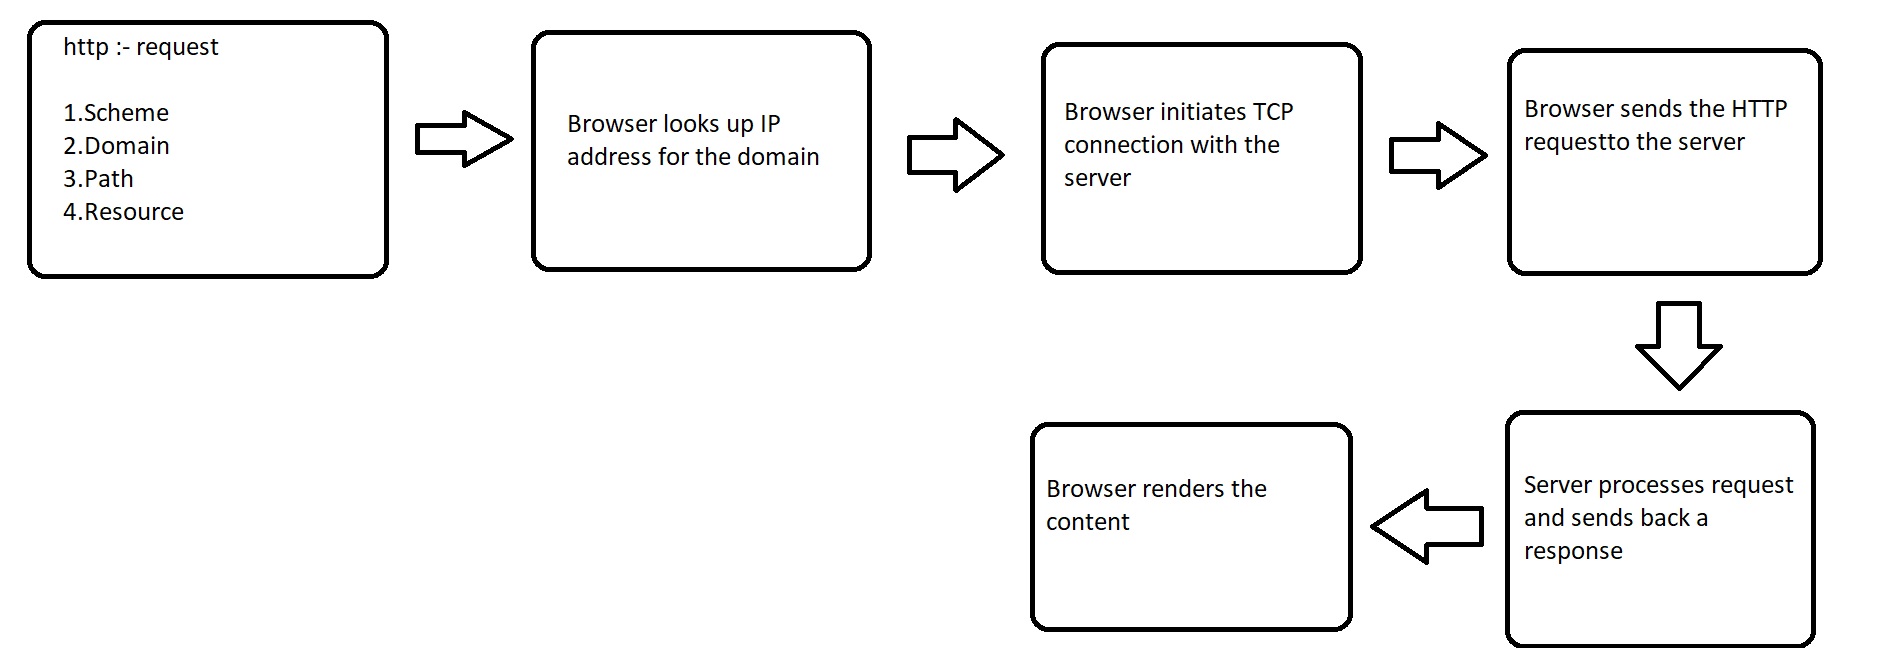 http :- request
1.Scheme
2.Domain
3.Path
4.Resource
Browser looks up IP
address for the domain
Browser initiates TCP
connection with the
server
Browser sends the HTTP
requestto the server
Server processes request
and sends back a
response
Browser renders the
content